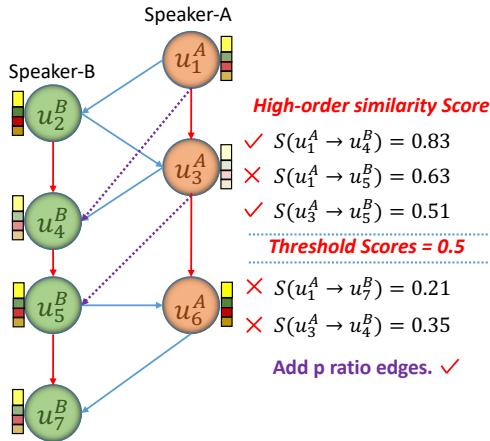 Speaker-A
Speaker-B
u_1^A
u_2^B
u_3^A
u_4^B
u_5^B
u_6^A
u_7^B
High-order similarity Score
✓ S(u_1^A → u_4^B) = 0.83
✕ S(u_1^A → u_5^B) = 0.63
✓ S(u_3^A → u_5^B) = 0.51
Threshold Scores = 0.5
✕ S(u_1^A → u_7^B) = 0.21
✕ S(u_3^A → u_4^B) = 0.35
Add p ratio edges. ✓